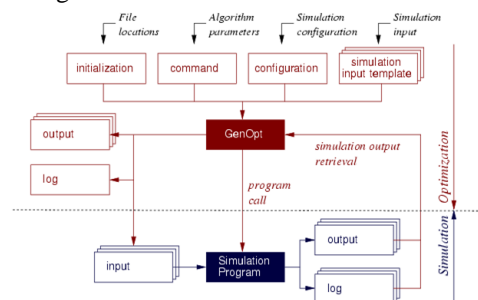 File locations
Algorithm parameters
Simulation configuration
Simulation input
initialization
command
configuration
simulation input template
output
GenOpt
simulation output retrieval
log
program call
Optimization
Simulation
input
Simulation Program
output
log